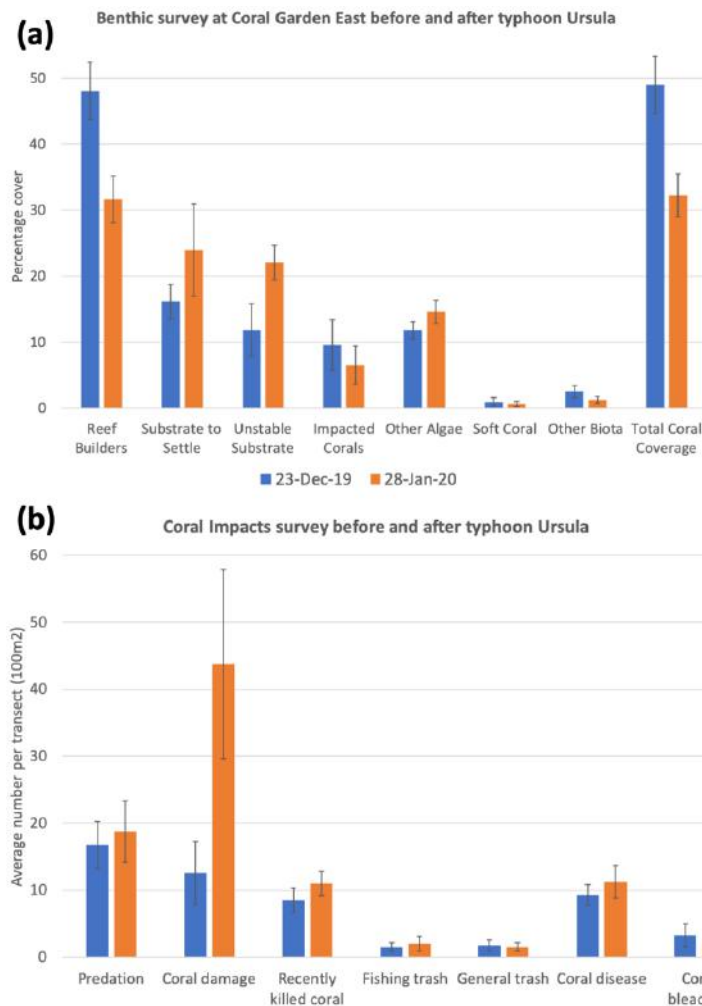 Benthic survey at Coral Garden East before and after typhoon Ursula
(a)
Percentage cover
50
40
30
20
10
0
Reef Builders
Substrate to Settle
Unstable Substrate
Impacted Corals
Other Algae
Soft Coral
Other Biota
Total Coral Coverage
23-Dec-19
28-Jan-20
(b)
Coral Impacts survey before and after typhoon Ursula
Average number per transect (100m2)
60
50
40
30
20
10
0
Predation
Coral damage
Recently killed coral
Fishing trash
General trash
Coral disease